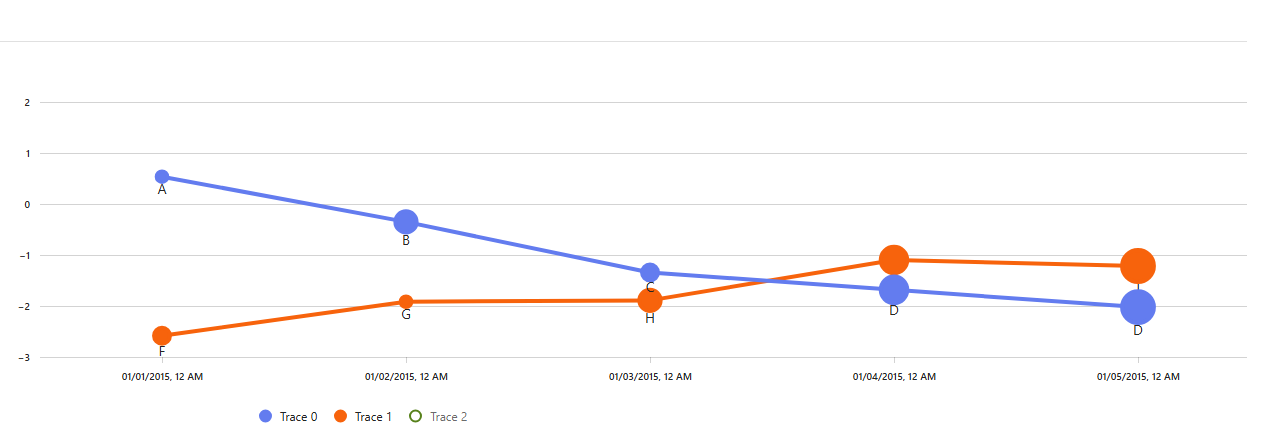 2
1
0
−1
−2
−3
A
B
C
D
D
F
G
H
01/01/2015, 12 AM
01/02/2015, 12 AM
01/03/2015, 12 AM
01/04/2015, 12 AM
01/05/2015, 12 AM
Trace 0
Trace 1
Trace 2